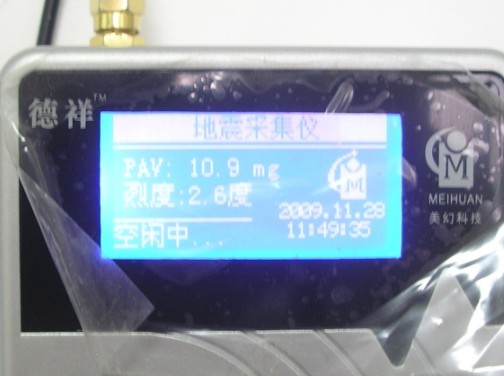 德祥™
地震采集仪
PAV: 10.9 mg
烈度:2.6度
2009.11.28
空闲中...
11:49:35
M
MEIHUAN
美幻科技